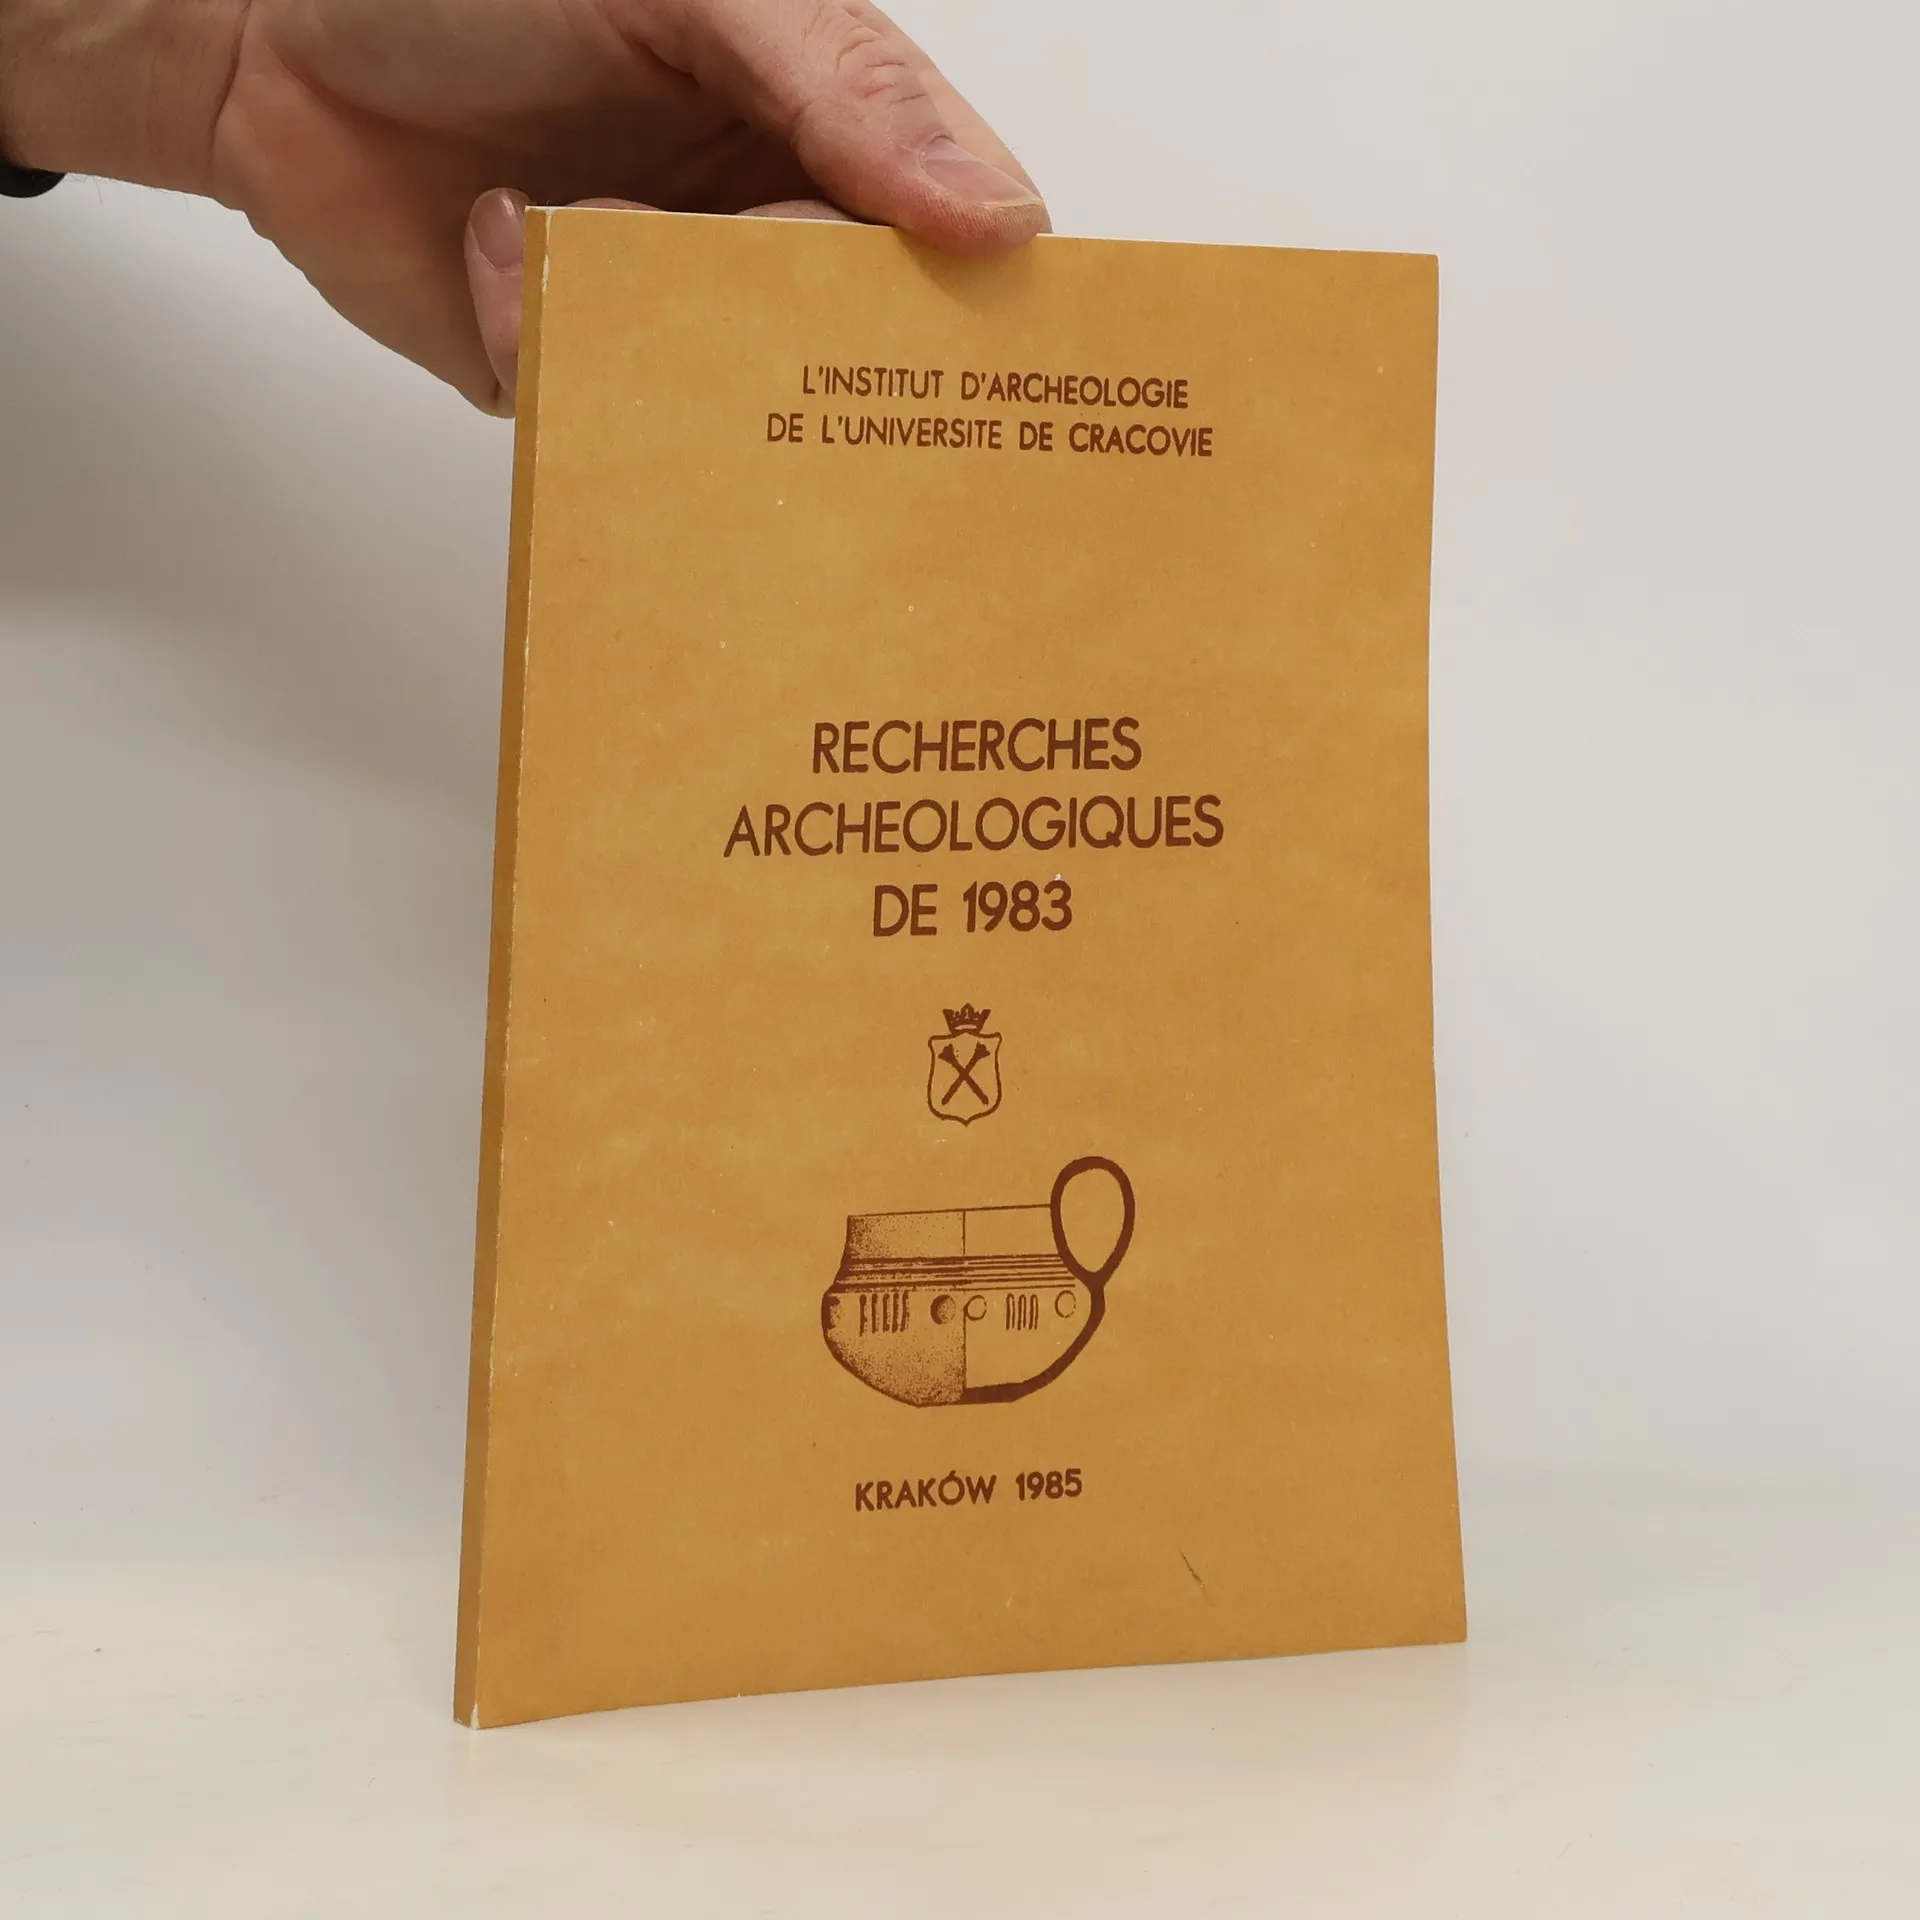 L'INSTITUT D'ARCHEOLOGIE
DE L'UNIVERSITE DE CRACOVIE
RECHERCHES
ARCHEOLOGIQUES
DE 1983
KRAKÓW 1985